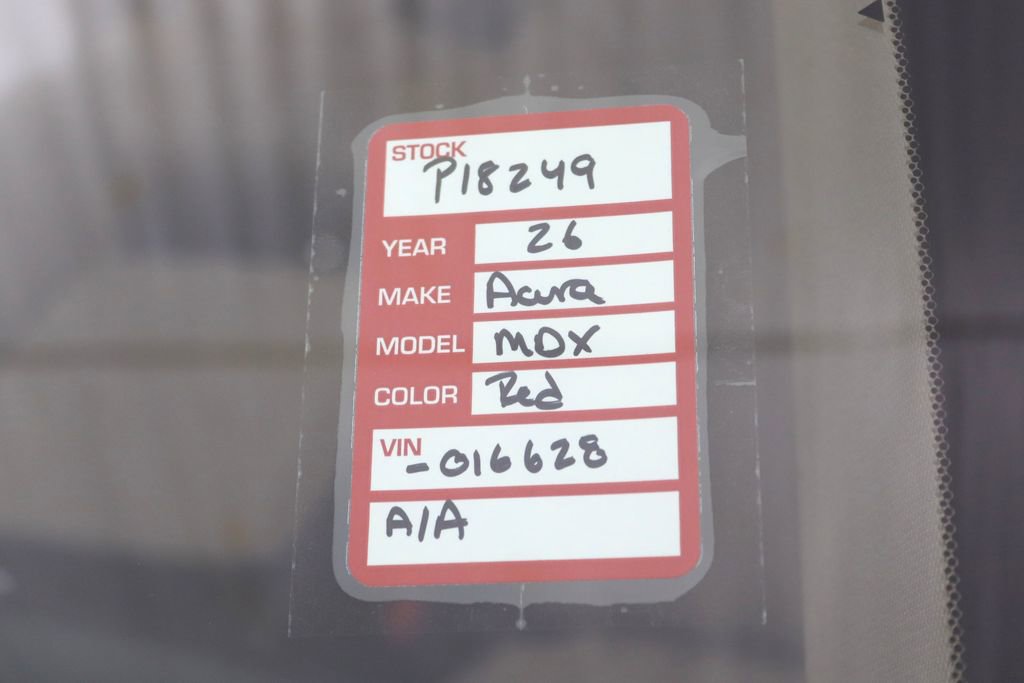 STOCK
P18249
YEAR 26
MAKE Acura
MODEL MDX
COLOR Red
VIN
-016628
A/A